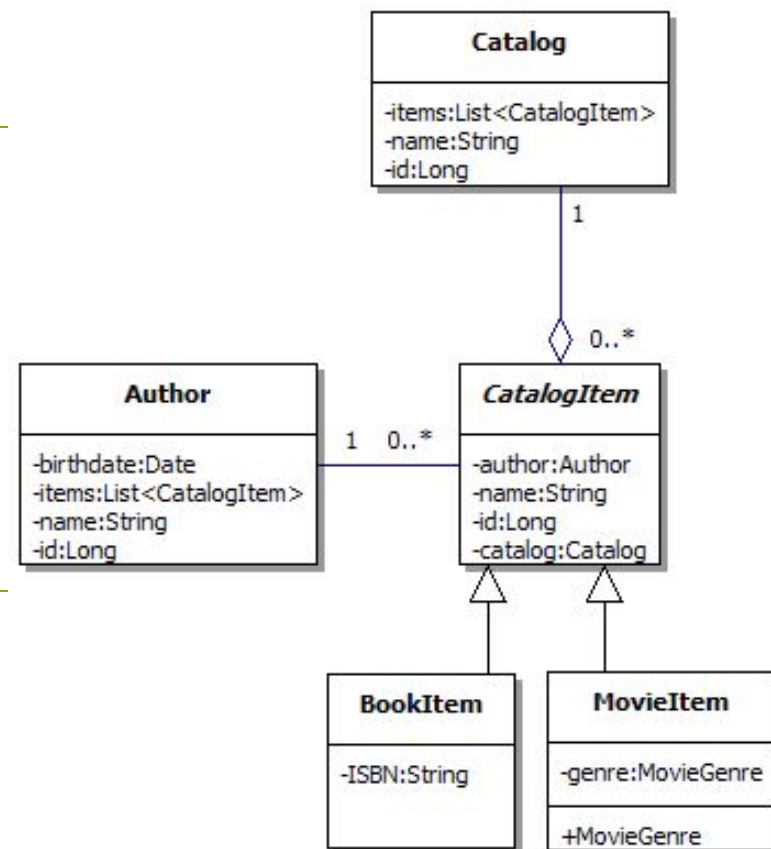 Catalog
-items:List<CatalogItem>
-name:String
-id:Long
1
0..*
Author
-birthdate:Date
-items:List<CatalogItem>
-name:String
-id:Long
1 0..*
CatalogItem
-author:Author
-name:String
-id:Long
-catalog:Catalog
BookItem
-ISBN:String
MovieItem
-genre:MovieGenre
+MovieGenre